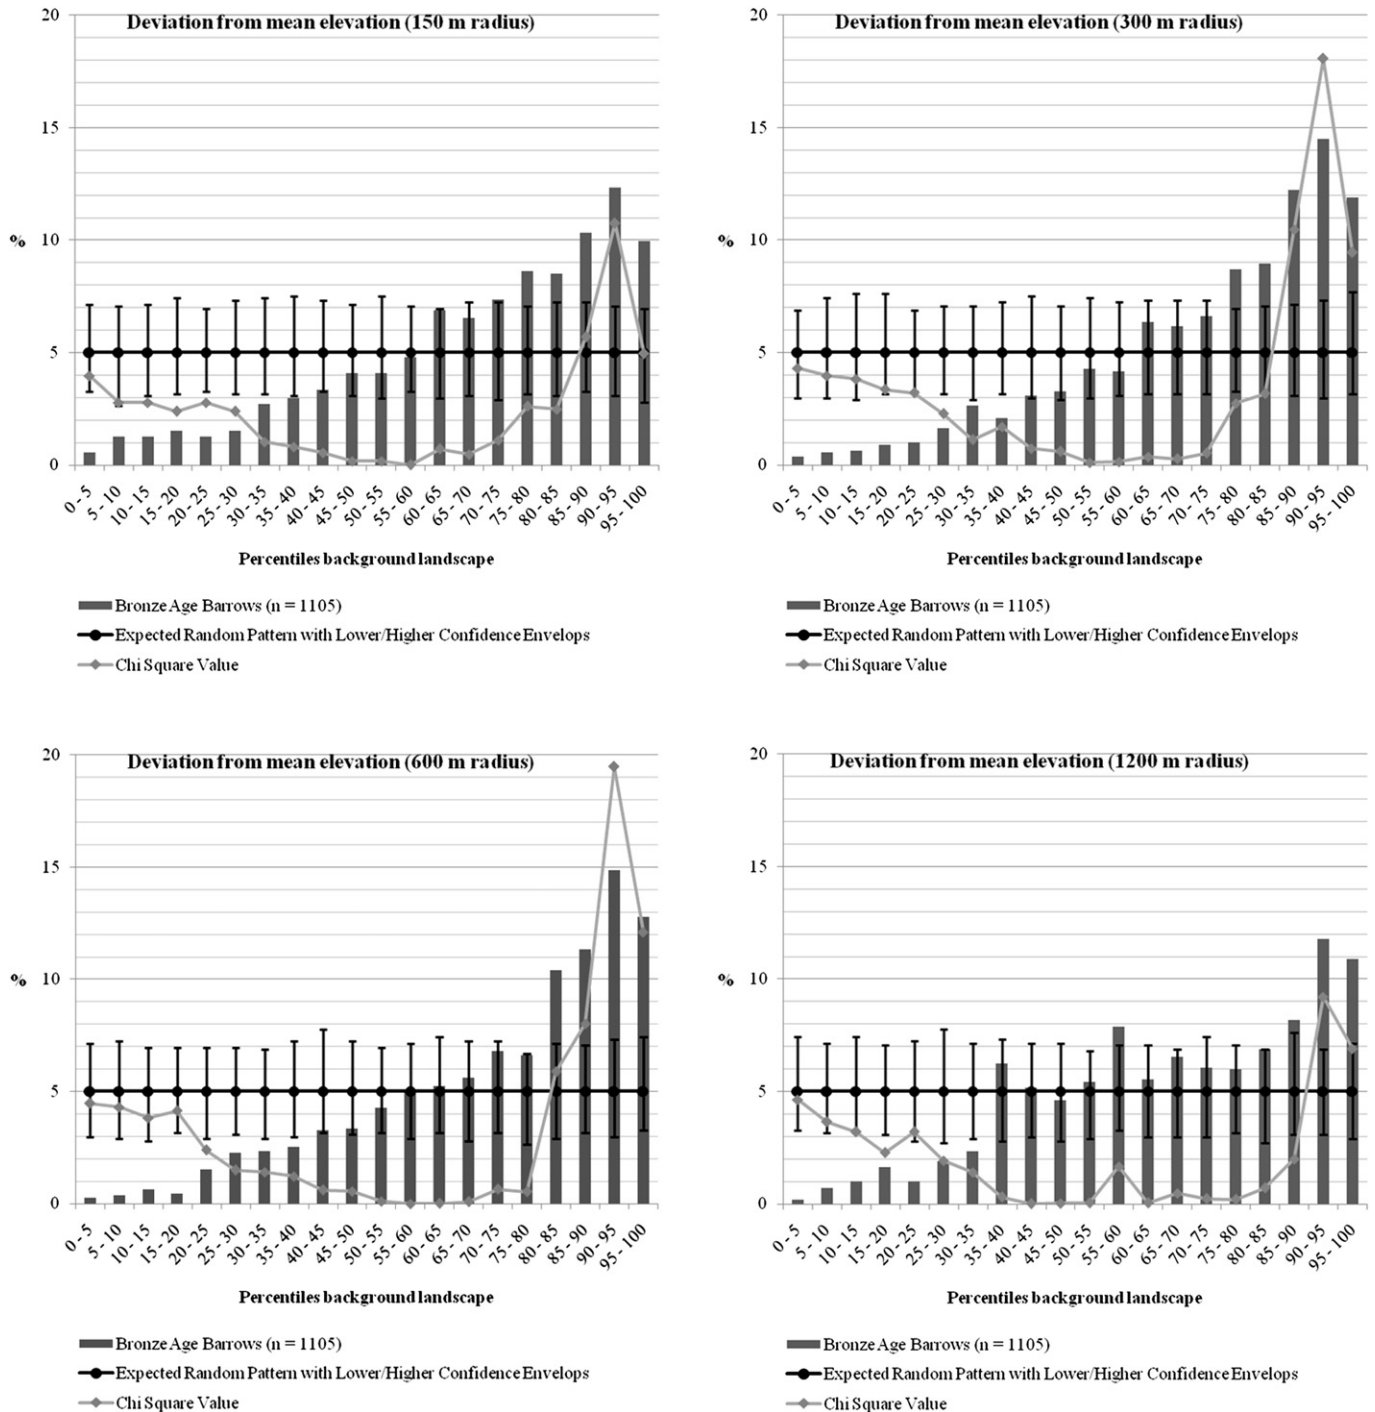 Deviation from mean elevation (150 m radius)
20
15
10
5
0
%
0 - 5
5 - 10
10 - 15
15 - 20
20 - 25
25 - 30
30 - 35
35 - 40
40 - 45
45 - 50
50 - 55
55 - 60
60 - 65
65 - 70
70 - 75
75 - 80
80 - 85
85 - 90
90 - 95
95 - 100
Percentiles background landscape
Bronze Age Barrows (n = 1105)
Expected Random Pattern with Lower/Higher Confidence Envelops
Chi Square Value
Deviation from mean elevation (300 m radius)
20
15
10
5
0
%
0 - 5
5 - 10
10 - 15
15 - 20
20 - 25
25 - 30
30 - 35
35 - 40
40 - 45
45 - 50
50 - 55
55 - 60
60 - 65
65 - 70
70 - 75
75 - 80
80 - 85
85 - 90
90 - 95
95 - 100
Percentiles background landscape
Bronze Age Barrows (n = 1105)
Expected Random Pattern with Lower/Higher Confidence Envelops
Chi Square Value
Deviation from mean elevation (600 m radius)
20
15
10
5
0
%
0 - 5
5 - 10
10 - 15
15 - 20
20 - 25
25 - 30
30 - 35
35 - 40
40 - 45
45 - 50
50 - 55
55 - 60
60 - 65
65 - 70
70 - 75
75 - 80
80 - 85
85 - 90
90 - 95
95 - 100
Percentiles background landscape
Bronze Age Barrows (n = 1105)
Expected Random Pattern with Lower/Higher Confidence Envelops
Chi Square Value
Deviation from mean elevation (1200 m radius)
20
15
10
5
0
%
0 - 5
5 - 10
10 - 15
15 - 20
20 - 25
25 - 30
30 - 35
35 - 40
40 - 45
45 - 50
50 - 55
55 - 60
60 - 65
65 - 70
70 - 75
75 - 80
80 - 85
85 - 90
90 - 95
95 - 100
Percentiles background landscape
Bronze Age Barrows (n = 1105)
Expected Random Pattern with Lower/Higher Confidence Envelops
Chi Square Value